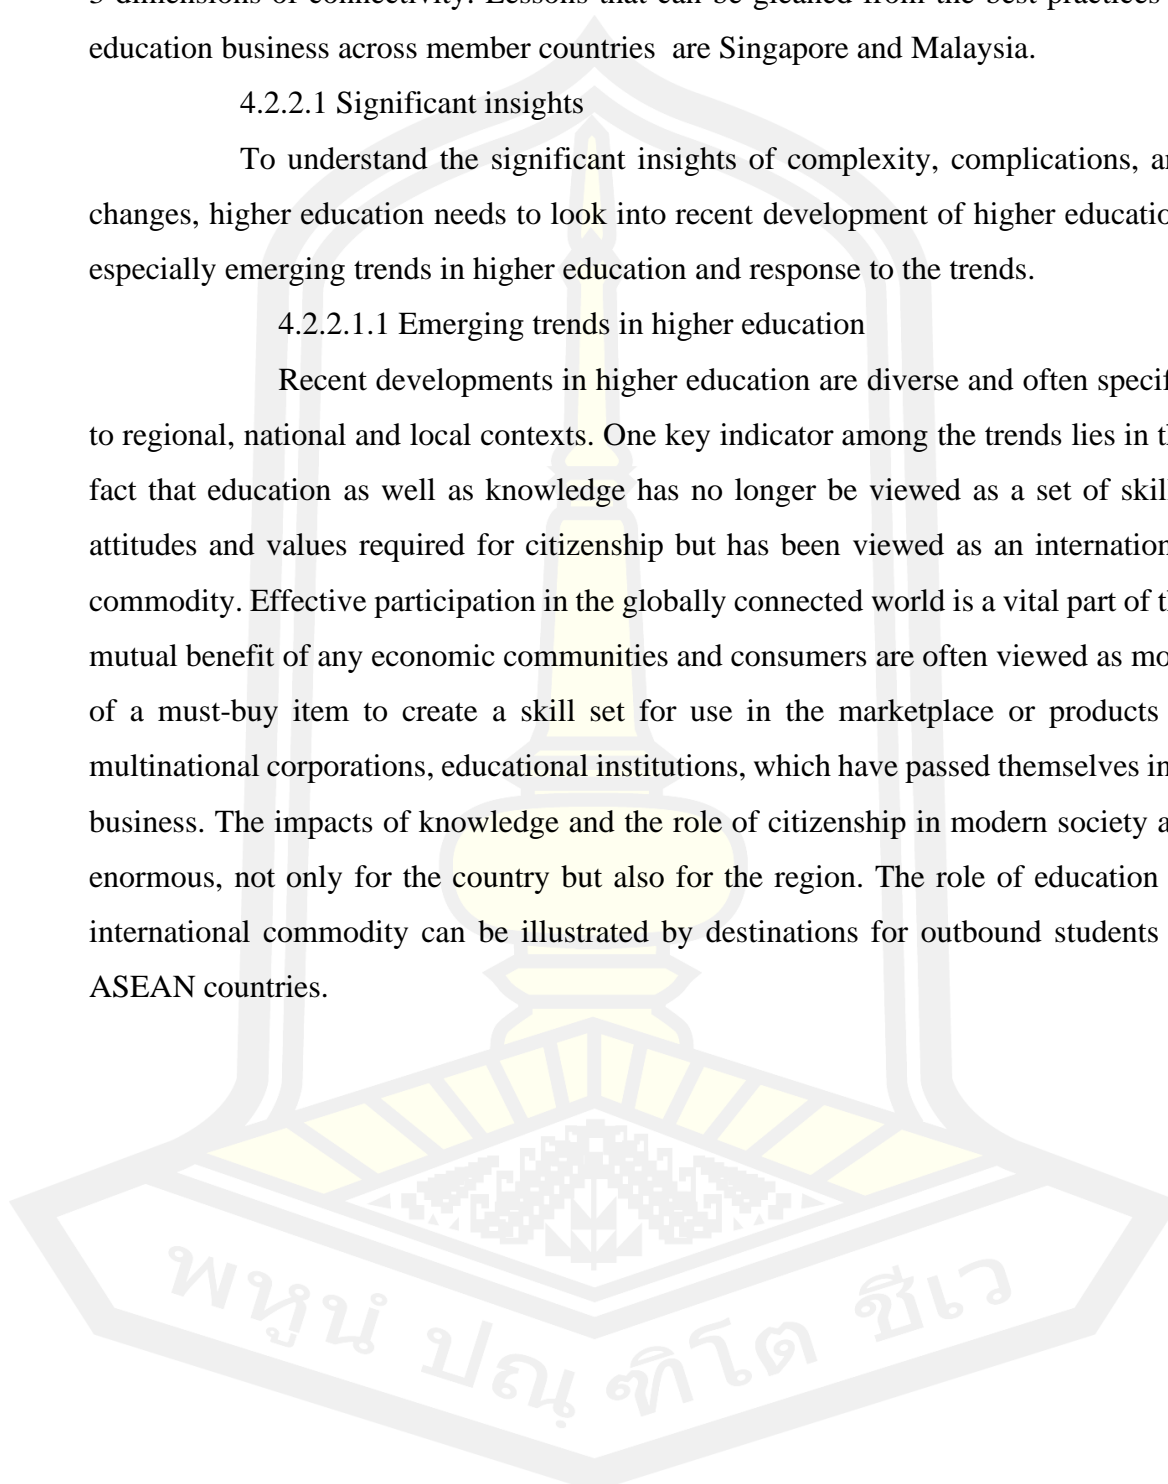 3 dimensions of connectivity. Lessons that can be gleaned from the best practices
education business across member countries are Singapore and Malaysia.
4.2.2.1 Significant insights
To understand the significant insights of complexity, complications,
changes, higher education needs to look into recent development of higher
especially emerging trends in higher education and response to the trends.
4.2.2.1.1 Emerging trends in higher education
Recent developments in higher education are diverse and often
to regional, national and local contexts. One key indicator among the trends lies in
fact that education as well as knowledge has no longer be viewed as a set of
attitudes and values required for citizenship but has been viewed as an
commodity. Effective participation in the globally connected world is a vital part of
mutual benefit of any economic communities and consumers are often viewed as
of a must-buy item to create a skill set for use in the marketplace or products
multinational corporations, educational institutions, which have passed themselves
business. The impacts of knowledge and the role of citizenship in modern society
enormous, not only for the country but also for the region. The role of education
international commodity can be illustrated by destinations for outbound students
ASEAN countries.
พหูนํ ปณฺฑิโต ชีเว